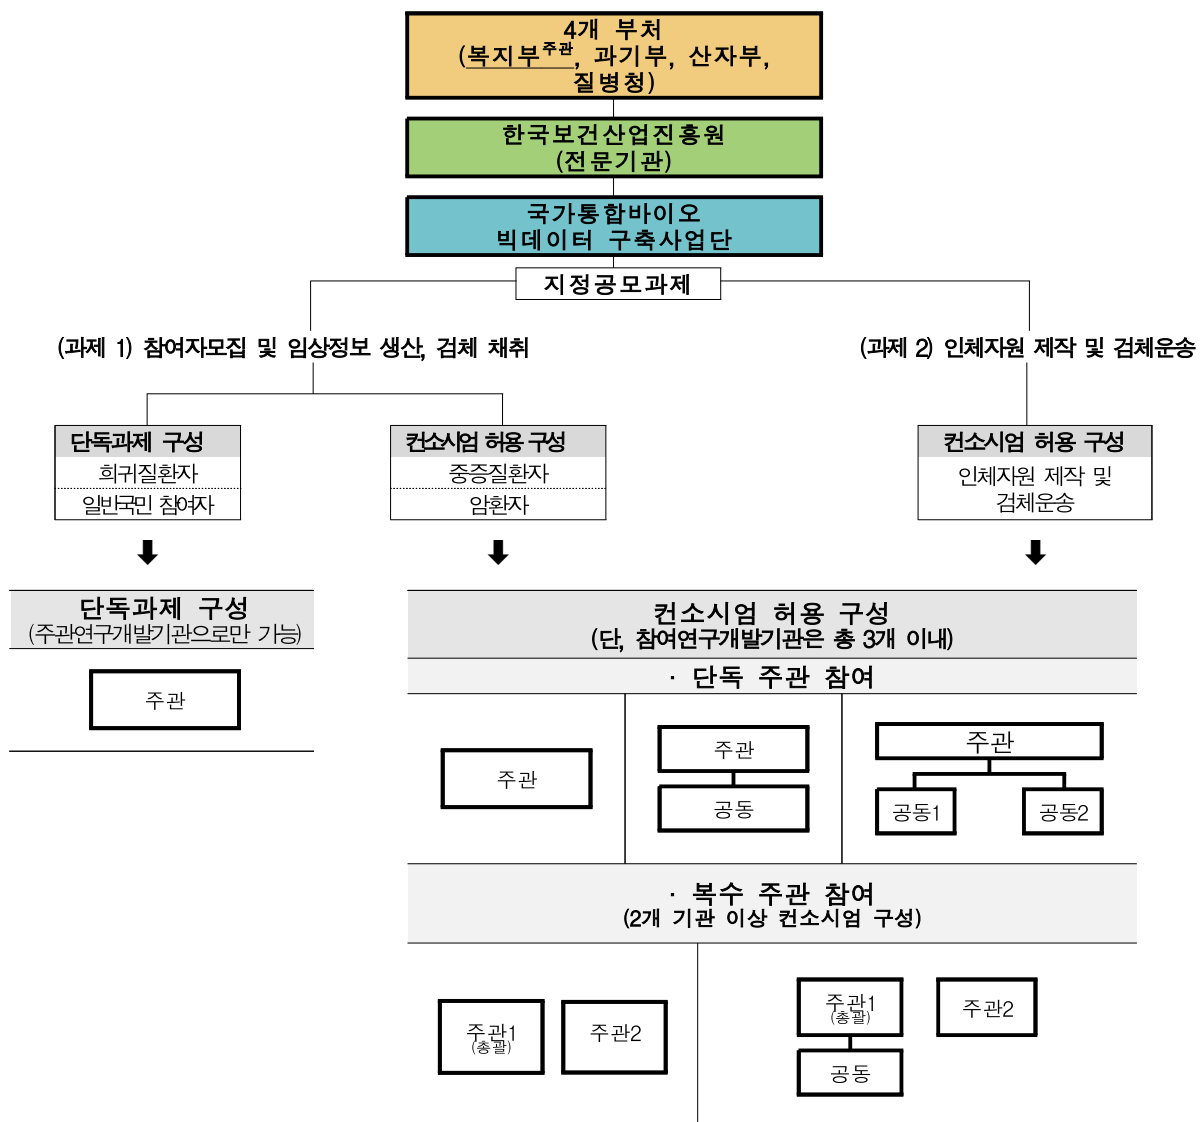 4개 부처
(복지부주관, 과기부, 산자부,
질병청)
한국보건산업진흥원
(전문기관)
국가통합바이오
빅데이터 구축사업단
지정공모과제
(과제 1) 참여자모집 및 임상정보 생산, 검체 채취
(과제 2) 인체자원 제작 및 검체운송
단독과제 구성
희귀질환자
일반국민 참여자
컨소시엄 허용 구성
중증질환자
암환자
컨소시엄 허용 구성
인체자원 제작 및
검체운송
단독과제 구성
(주관연구개발기관으로만 가능)
주관
컨소시엄 허용 구성
(단, 참여연구개발기관은 총 3개 이내)
· 단독 주관 참여
주관
주관
공동
주관
공동1
공동2
· 복수 주관 참여
(2개 기관 이상 컨소시엄 구성)
주관1
(총괄)
주관2
주관1
(총괄)
공동
주관2